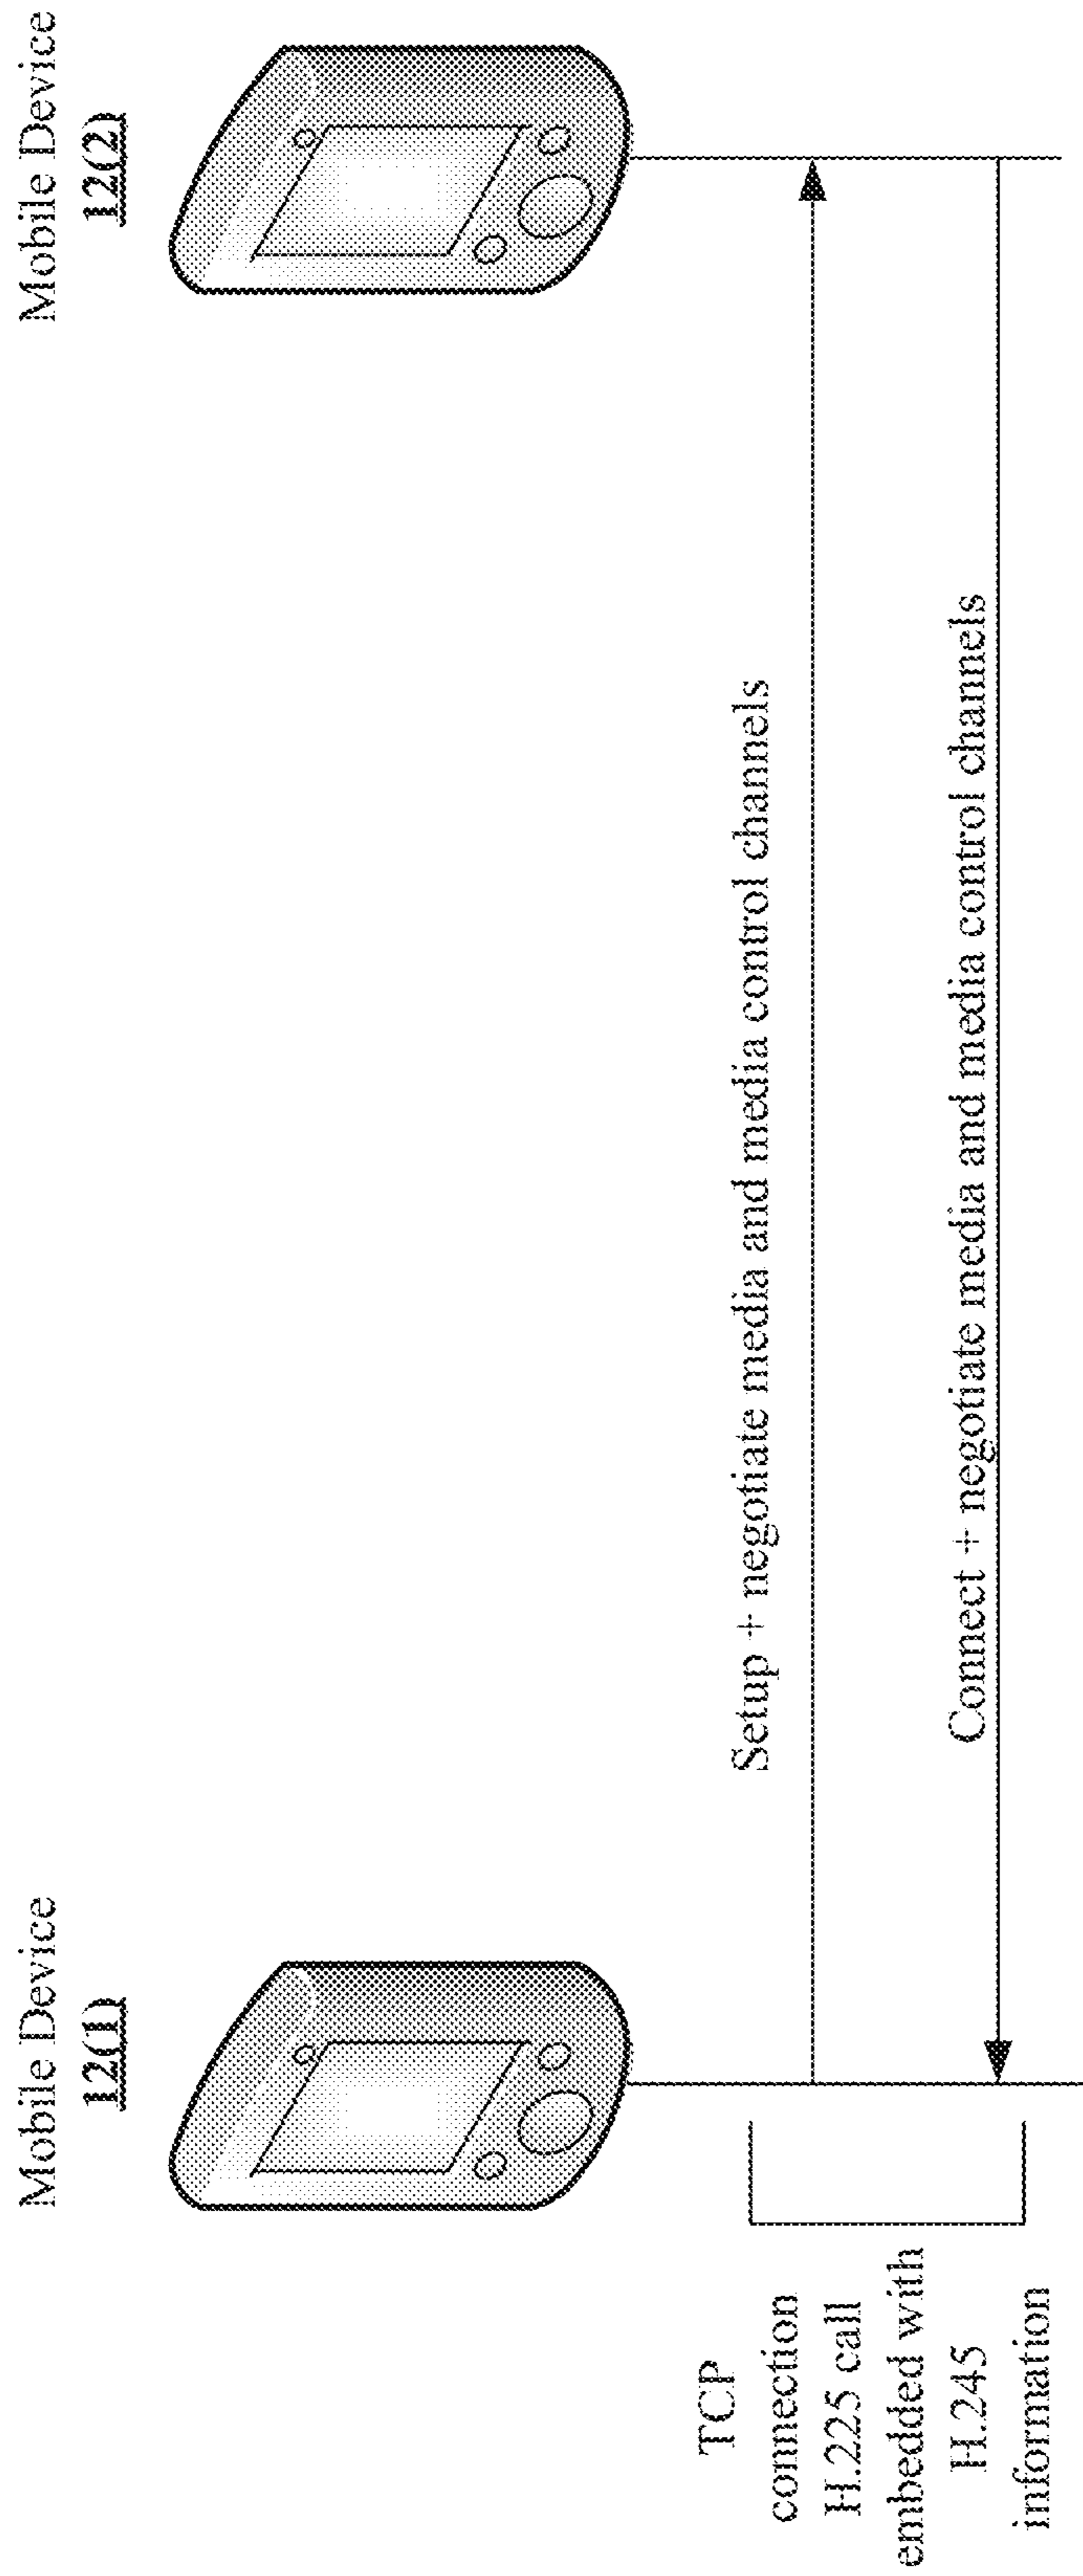 Mobile Device
12(1)
Mobile Device
12(2)
Setup + negotiate media and media control channels
Connect + negotiate media and media control channels
TCP
connection
H.225 call
embedded with
H.245
information